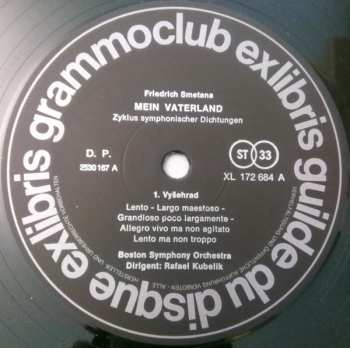 grammoclub exlibris guilde du disque exlibris
Friedrich Smetana
MEIN VATERLAND
Zyklus symphonischer Dichtungen
D. P.
2530 167 A
ST 33
XL 172 684 A
1. Vyšehrad
Lento - Largo maestoso -
Grandioso poco largamente -
Allegro vivo ma non agitato
Lento ma non troppo
Boston Symphony Orchestra
Dirigent: Rafael Kubelik